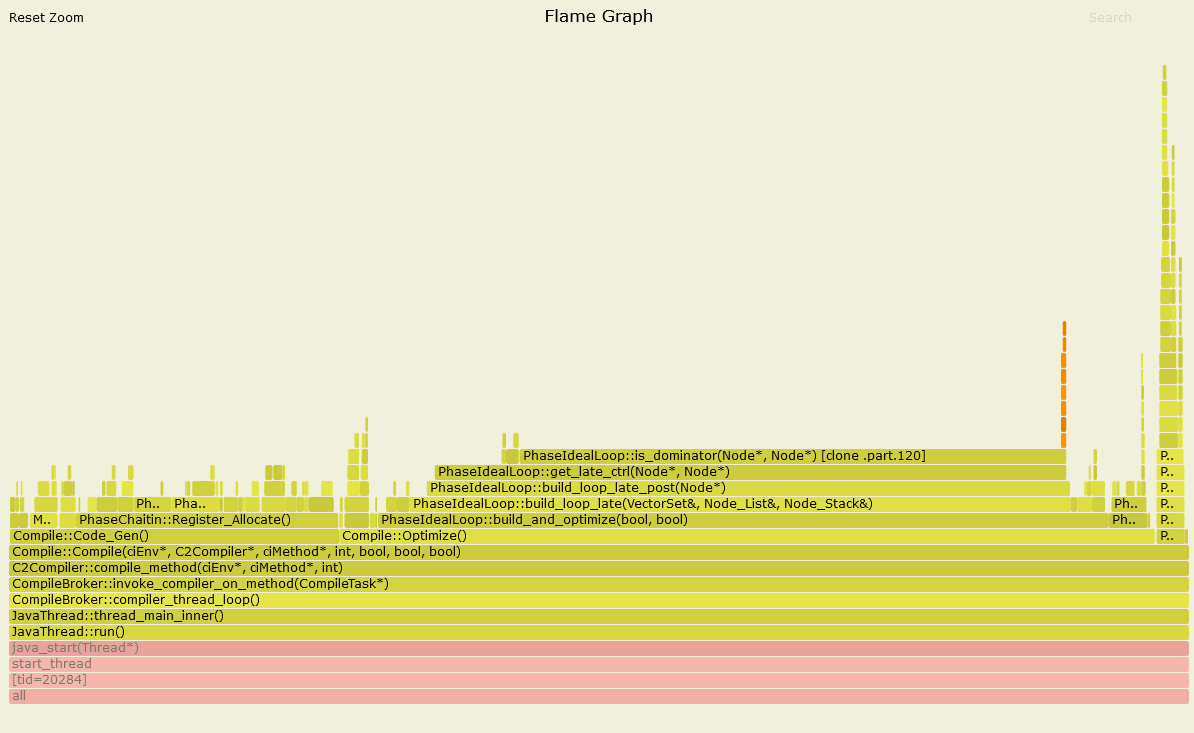 Reset Zoom
Flame Graph
Search
PhaseIdealLoop::is_dominator(Node*, Node*) [clone .part.120]
P..
PhaseIdealLoop::get_late_ctrl(Node*, Node*)
P..
PhaseIdealLoop::build_loop_late_post(Node*)
P..
Ph..
Pha..
PhaseIdealLoop::build_loop_late(VectorSet&, Node_List&, Node_Stack&)
Ph..
P..
M..
PhaseChaitin::Register_Allocate()
PhaseIdealLoop::build_and_optimize(bool, bool)
Ph..
P..
Compile::Code_Gen()
Compile::Optimize()
P..
Compile::Compile(ciEnv*, C2Compiler*, ciMethod*, int, bool, bool, bool)
C2Compiler::compile_method(ciEnv*, ciMethod*, int)
CompileBroker::invoke_compiler_on_method(CompileTask*)
CompileBroker::compiler_thread_loop()
JavaThread::thread_main_inner()
JavaThread::run()
java_start(Thread*)
start_thread
[tid=20284]
all